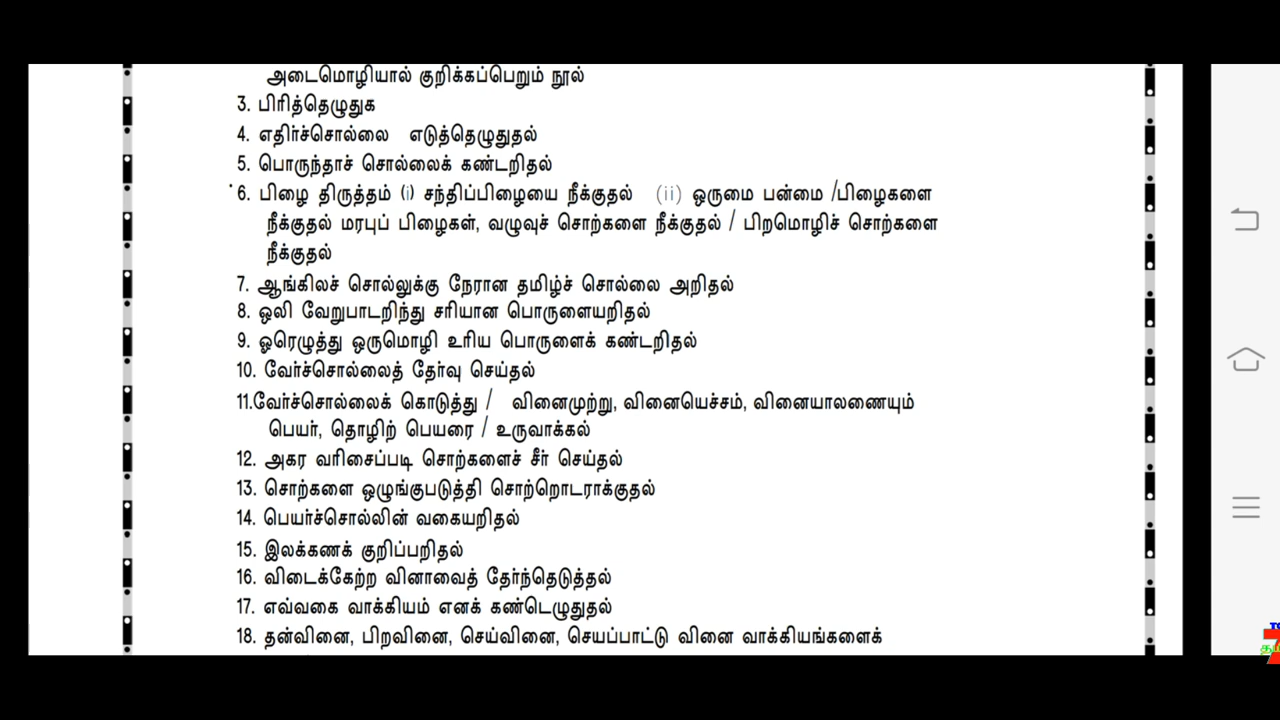 அடைமொழியால் குறிக்கப்பெறும் நூல்
3. பிரித்தெழுதுக
4. எதிர்ச்சொல்லை எடுத்தெழுதுதல்
5. பொருந்தாச் சொல்லைக் கண்டறிதல்
6. பிழை திருத்தம் (i) சந்திப்பிழையை நீக்குதல் (ii) ஒருமை பன்மை /பிழைகளை
நீக்குதல் மரபுப் பிழைகள், வழுவுச் சொற்களை நீக்குதல் / பிறமொழிச் சொற்களை
நீக்குதல்
7. ஆங்கிலச் சொல்லுக்கு நேரான தமிழ்ச் சொல்லை அறிதல்
8. ஒலி வேறுபாடறிந்து சரியான பொருளையறிதல்
9. ஓரெழுத்து ஒருமொழி உரிய பொருளைக் கண்டறிதல்
10. வேர்ச்சொல்லைத் தேர்வு செய்தல்
11.வேர்ச்சொல்லைக் கொடுத்து / வினைமுற்று, வினையெச்சம், வினையாலணையும்
பெயர், தொழிற் பெயரை / உருவாக்கல்
12. அகர வரிசைப்படி சொற்களைச் சீர் செய்தல்
13. சொற்களை ஒழுங்குபடுத்தி சொற்றொடராக்குதல்
14. பெயர்ச்சொல்லின் வகையறிதல்
15. இலக்கணக் குறிப்பறிதல்
16. விடைக்கேற்ற வினாவைத் தேர்ந்தெடுத்தல்
17. எவ்வகை வாக்கியம் எனக் கண்டெழுதுதல்
18. தன்வினை, பிறவினை, செய்வினை, செயப்பாட்டு வினை வாக்கியங்களைக்